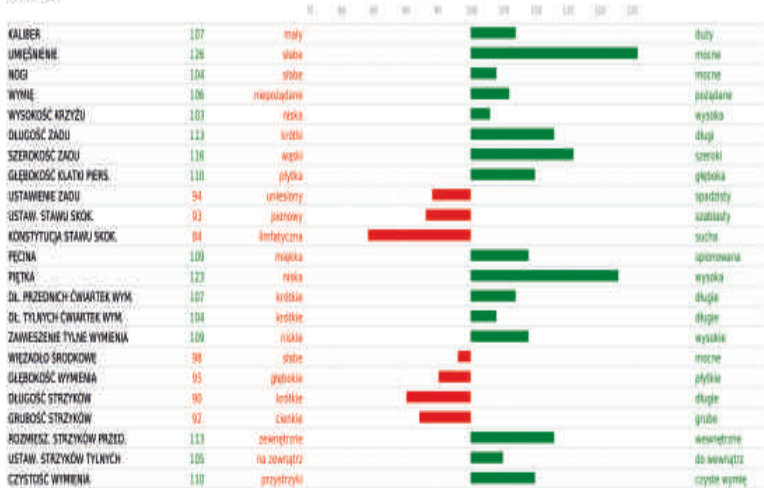 KALIBER 107 mały duży
UMIĘŚNIENIE 126 słabe mocne
NOGI 104 słabe mocne
WYMIĘ 106 niepożądane pożądane
WYSOKOŚĆ KRZYŻU 103 niska wysoka
DŁUGOŚĆ ZADU 113 krótki długi
SZEROKOŚĆ ZADU 116 wąski szeroki
GŁĘBOKOŚĆ KLATKI PIERS. 110 płytka głęboka
USTAWIENIE ZADU 94 uniesiony spadzisty
USTAW. STAWU SKOK. 93 pionowy szablasty
KONSTYTUCJA STAWU SKOK. 84 limfatyczna sucha
PĘCINA 109 miękka spionowana
PIĘTKA 123 niska wysoka
DŁ. PRZEDNICH ĆWIARTEK WYM. 107 krótkie długie
DŁ. TYLNYCH ĆWIARTEK WYM. 104 krótkie długie
ZAWIESZENIE TYLNE WYMIENIA 109 niskie wysokie
WIĘZADŁO ŚRODKOWE 98 słabe mocne
GŁĘBOKOŚĆ WYMIENIA 95 głębokie płytkie
DŁUGOŚĆ STRZYKÓW 90 krótkie długie
GRUBOŚĆ STRZYKÓW 92 cienkie grube
ROZMIESZ. STRZYKÓW PRZED. 113 zewnętrzne wewnętrzne
USTAW. STRZYKÓW TYLNYCH 105 na zewnątrz do wewnątrz
CZYSTOŚĆ WYMIENIA 110 przystrzyki czyste wymię